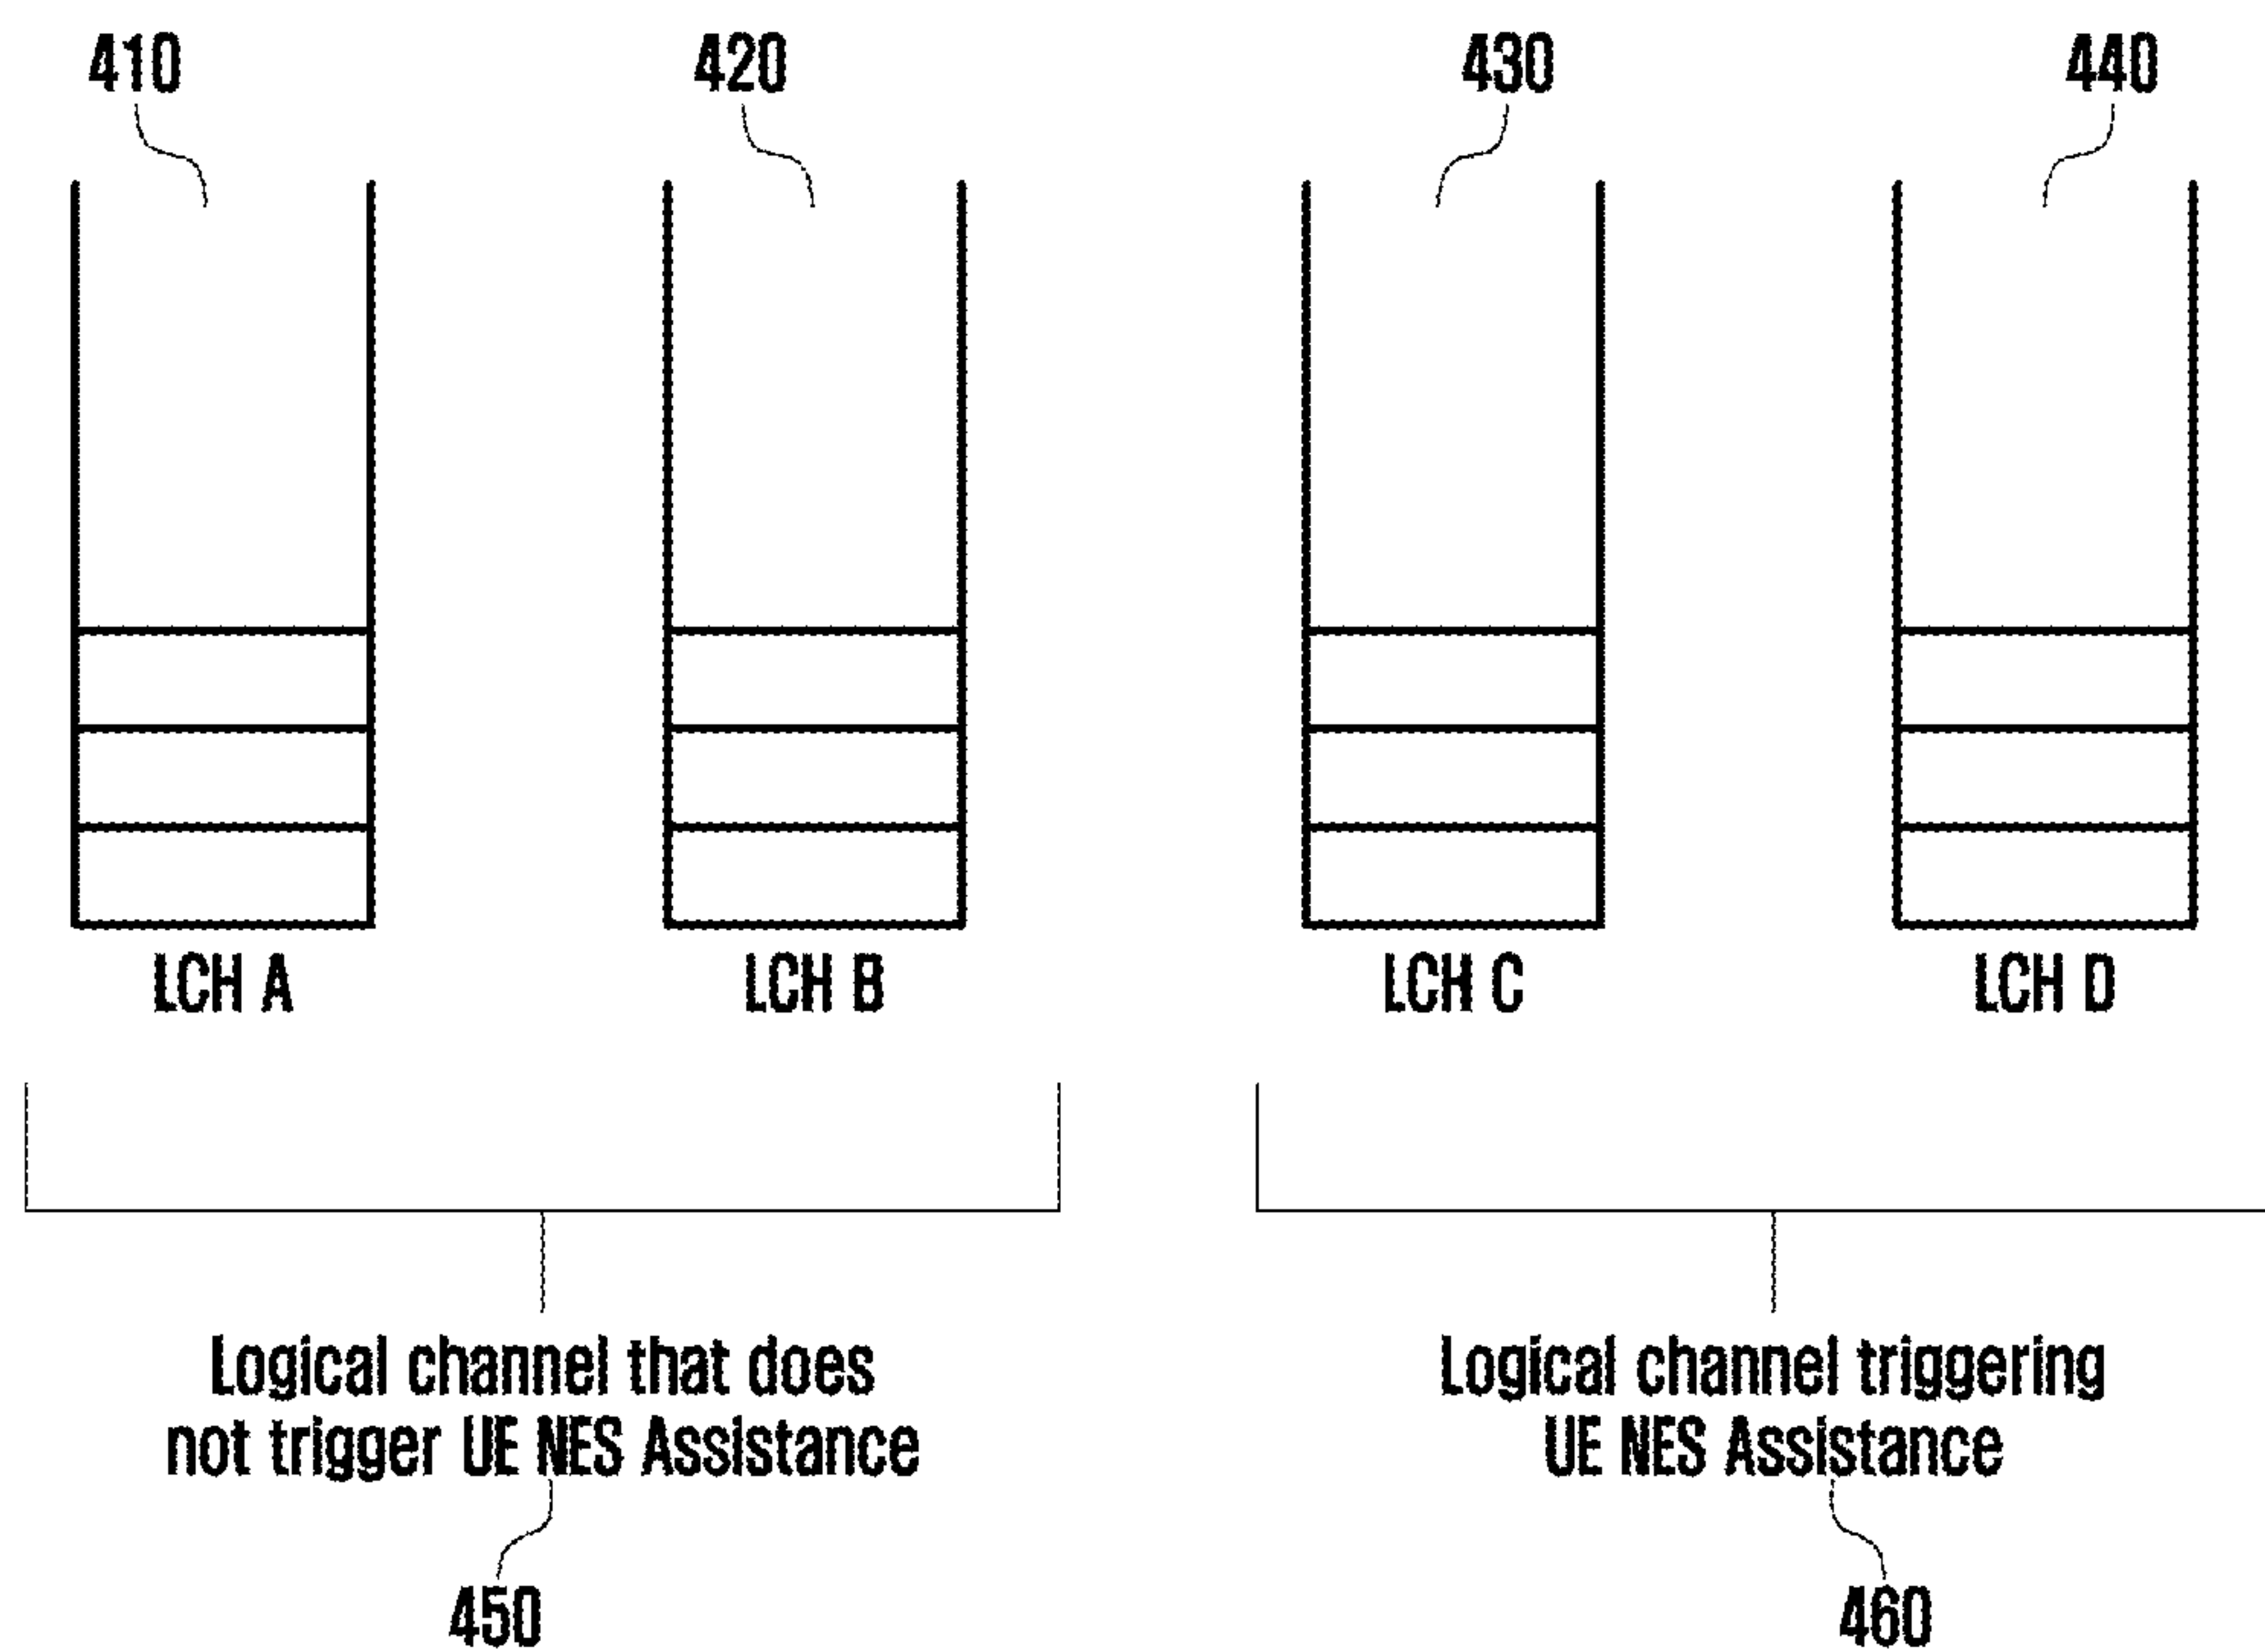 410
420
430
440
LCH A
LCH B
LCH C
LCH D
Logical channel that does
not trigger UE NES Assistance
450
Logical channel triggering
UE NES Assistance
460